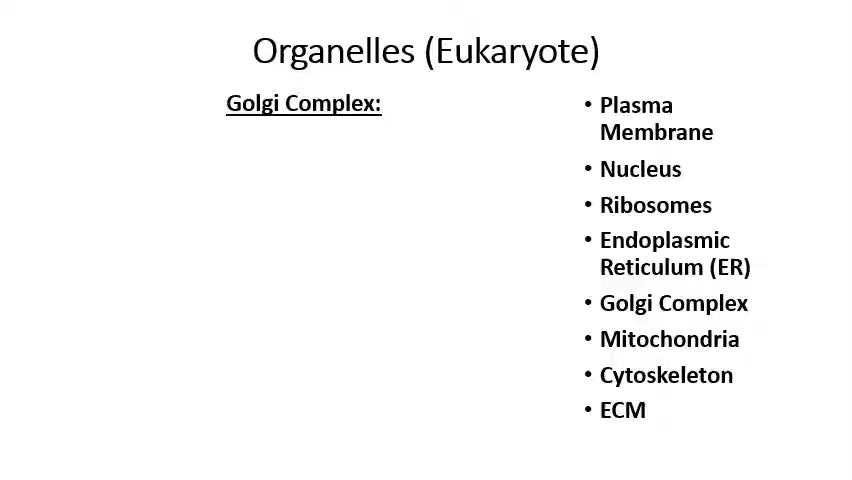 Organelles (Eukaryote)
Golgi Complex:
• Plasma
Membrane
• Nucleus
• Ribosomes
• Endoplasmic
Reticulum (ER)
• Golgi Complex
• Mitochondria
• Cytoskeleton
• ECM